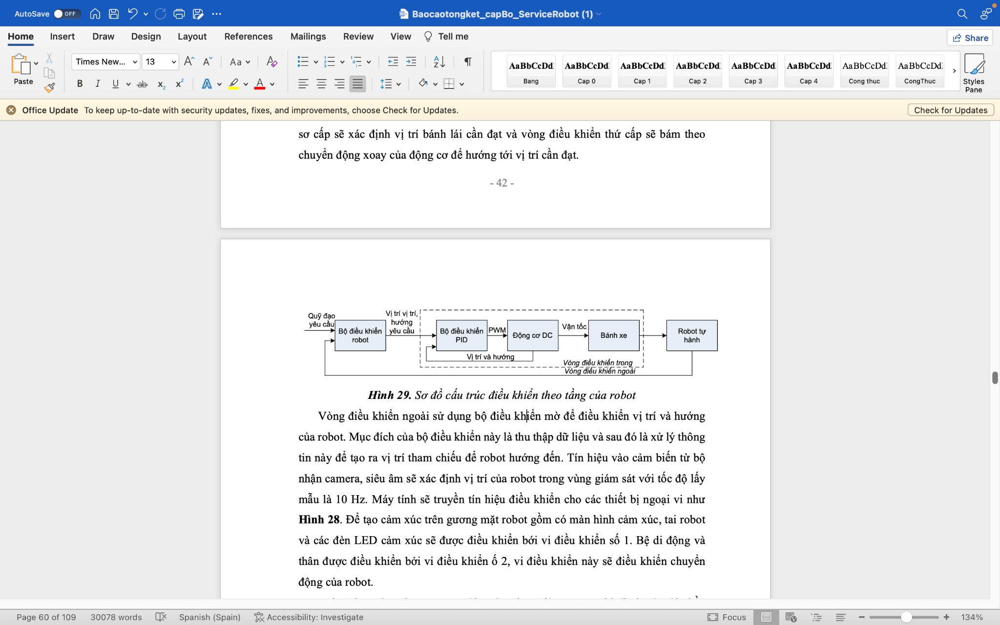 AutoSave OFF Baocaotongket_capBo_ServiceRobot (1)
Home Insert Draw Design Layout References Mailings Review View Tell me Share
Paste Times New... 13 Aa
AaBbCcDd AaBbCcDd AaBbCcDd AaBbCcDd AaBbCcDd AaBbCcDd AaBbCcDd AaBbCcDd
Bang Cap 0 Cap 1 Cap 2 Cap 3 Cap 4 Cong thuc CongThuc
Styles
Pane
Office Update To keep up-to-date with security updates, fixes, and improvements, choose Check for Updates. Check for Updates
sơ cấp sẽ xác định vị trí bánh lái cần đạt và vòng điều khiển thứ cấp sẽ bám theo
chuyển động xoay của động cơ để hướng tới vị trí cần đạt.
- 42 -
Quỹ đạo
yêu cầu
Bộ điều khiển
robot
Vị trí vị trí,
hướng
yêu cầu
Bộ điều khiển
PID
PWM
Động cơ DC
Vận tốc
Bánh xe
Robot tự
hành
Vị trí và hướng
Vòng điều khiển trong
Vòng điều khiển ngoài
Hình 29. Sơ đồ cấu trúc điều khiển theo tầng của robot
Vòng điều khiển ngoài sử dụng bộ điều khiển mờ để điều khiển vị trí và hướng
của robot. Mục đích của bộ điều khiển này là thu thập dữ liệu và sau đó là xử lý thông
tin này để tạo ra vị trí tham chiếu để robot hướng đến. Tín hiệu vào cảm biến từ bộ
nhận camera, siêu âm sẽ xác định vị trí của robot trong vùng giám sát với tốc độ lấy
mẫu là 10 Hz. Máy tính sẽ truyền tín hiệu điều khiển cho các thiết bị ngoại vi như
Hình 28. Để tạo cảm xúc trên gương mặt robot gồm có màn hình cảm xúc, tai robot
và các đèn LED cảm xúc sẽ được điều khiển bới vi điều khiển số 1. Bệ di động và
thân được điều khiển bởi vi điều khiển ố 2, vi điều khiển này sẽ điều khiển chuyển
động của robot.
Page 60 of 109 30078 words Spanish (Spain) Accessibility: Investigate Focus 134%